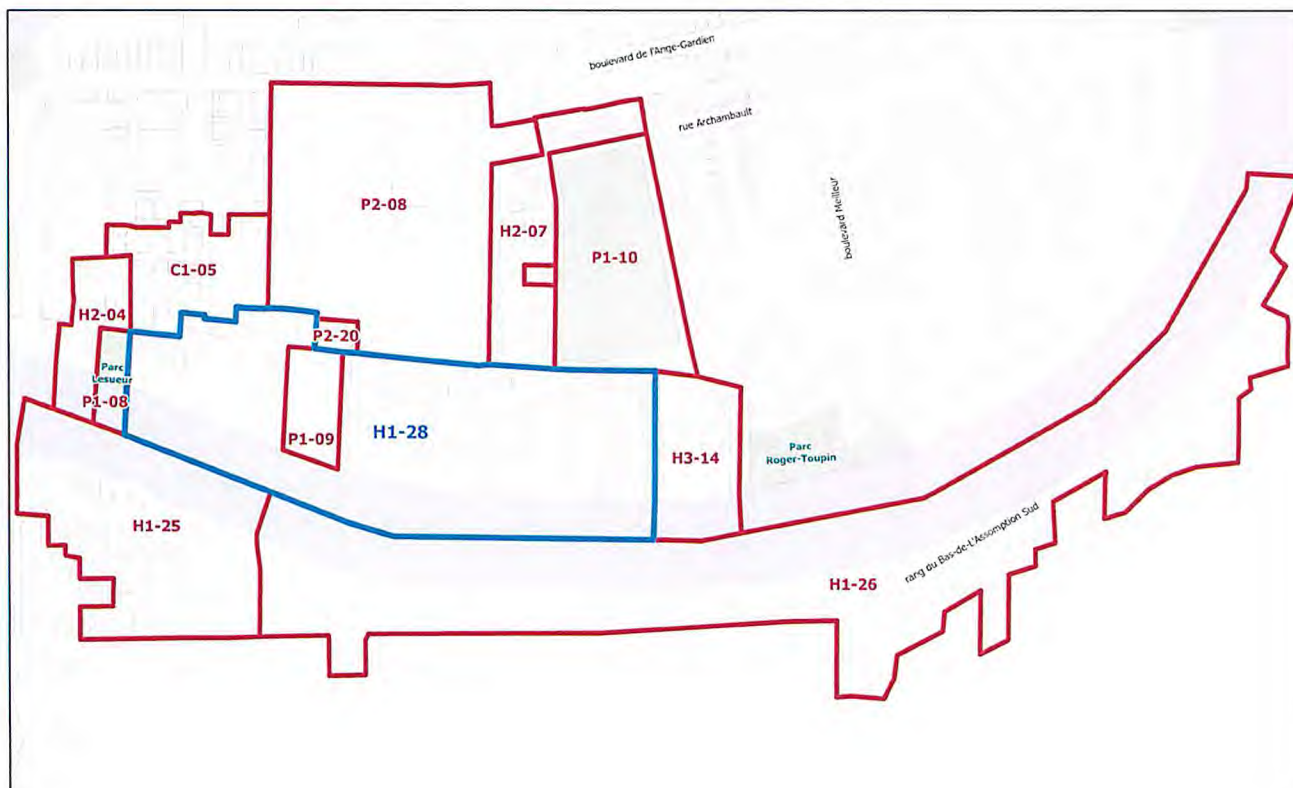 boulevard de l'Ange-Gardien
rue Archambault
boulevard Meilleur
P2-08
H2-07
P1-10
C1-05
H2-04
P2-20
Parc
Lesueur
P1-08
P1-09
H1-28
H3-14
Parc
Roger-Toupin
H1-25
rang du Bas-de-L'Assomption Sud
H1-26